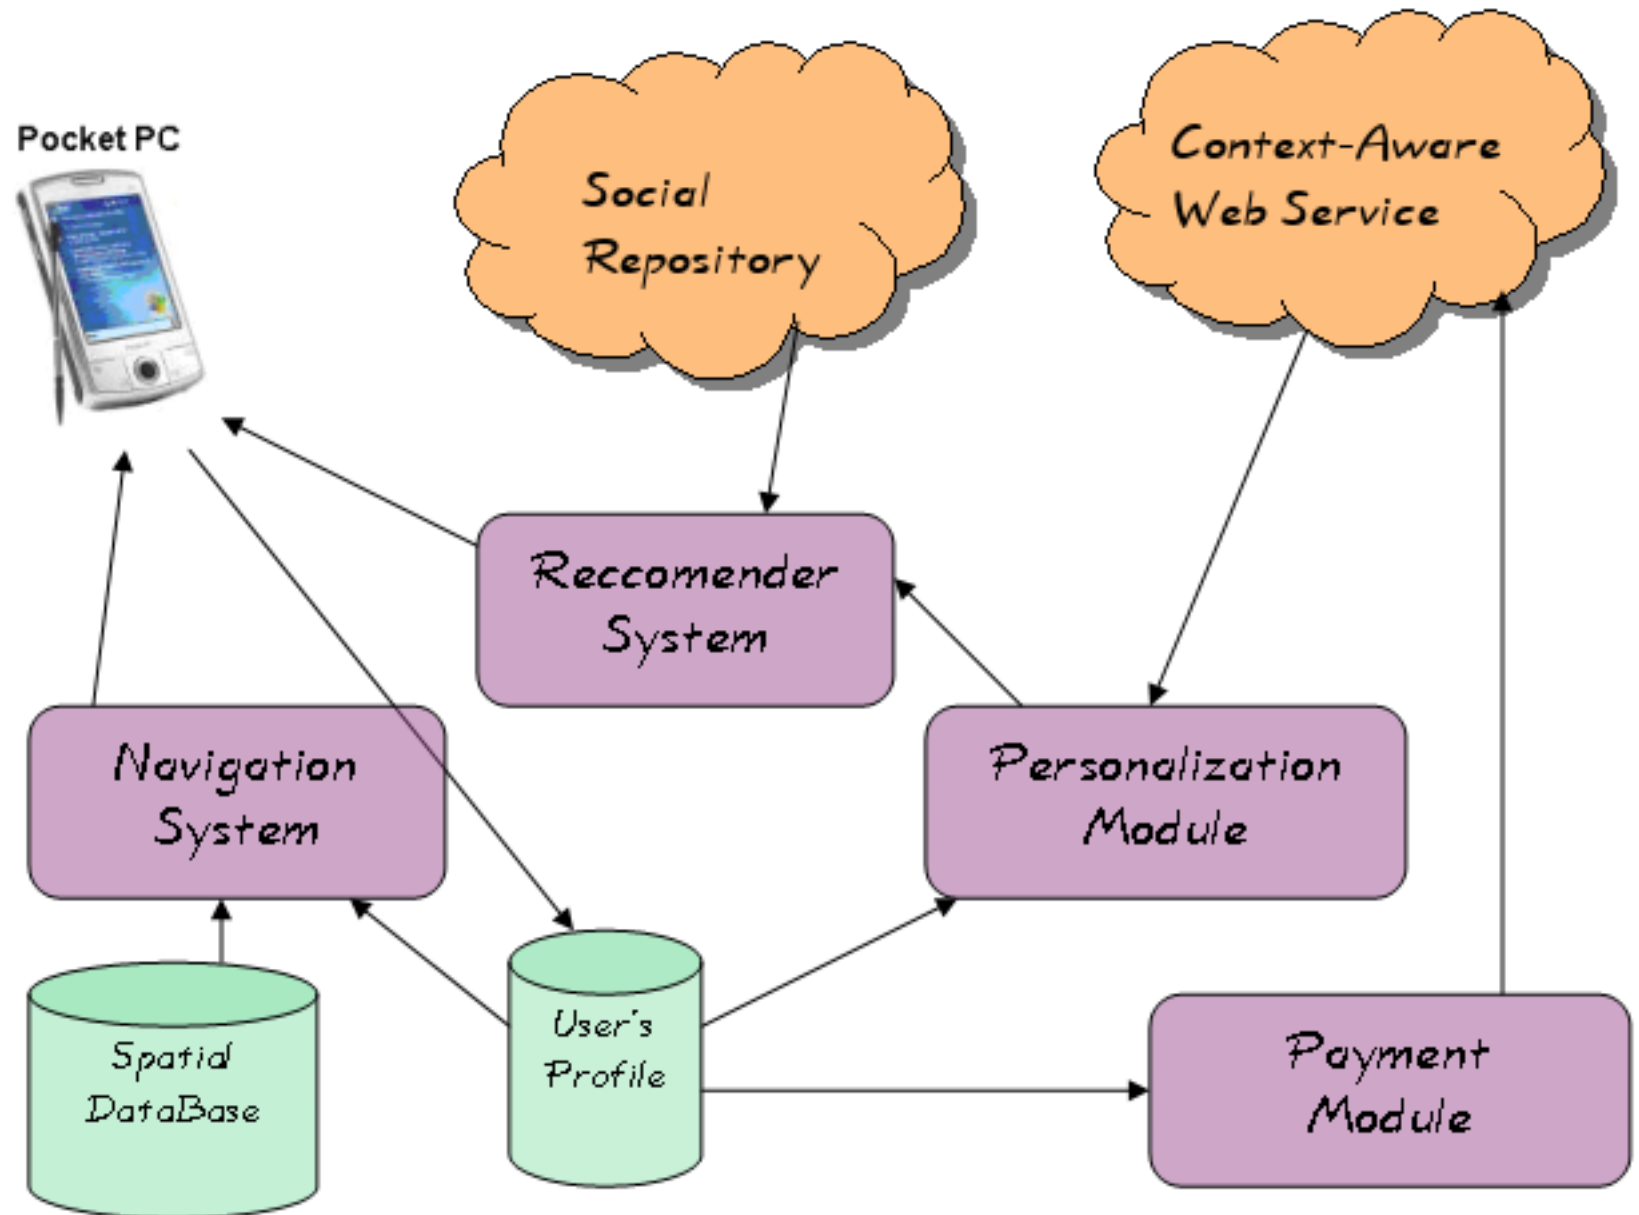 Pocket PC
Social
Repository
Context-Aware
Web Service
Reccomender
System
Navigation
System
Personalization
Module
User's
Profile
Spatial
DataBase
Payment
Module